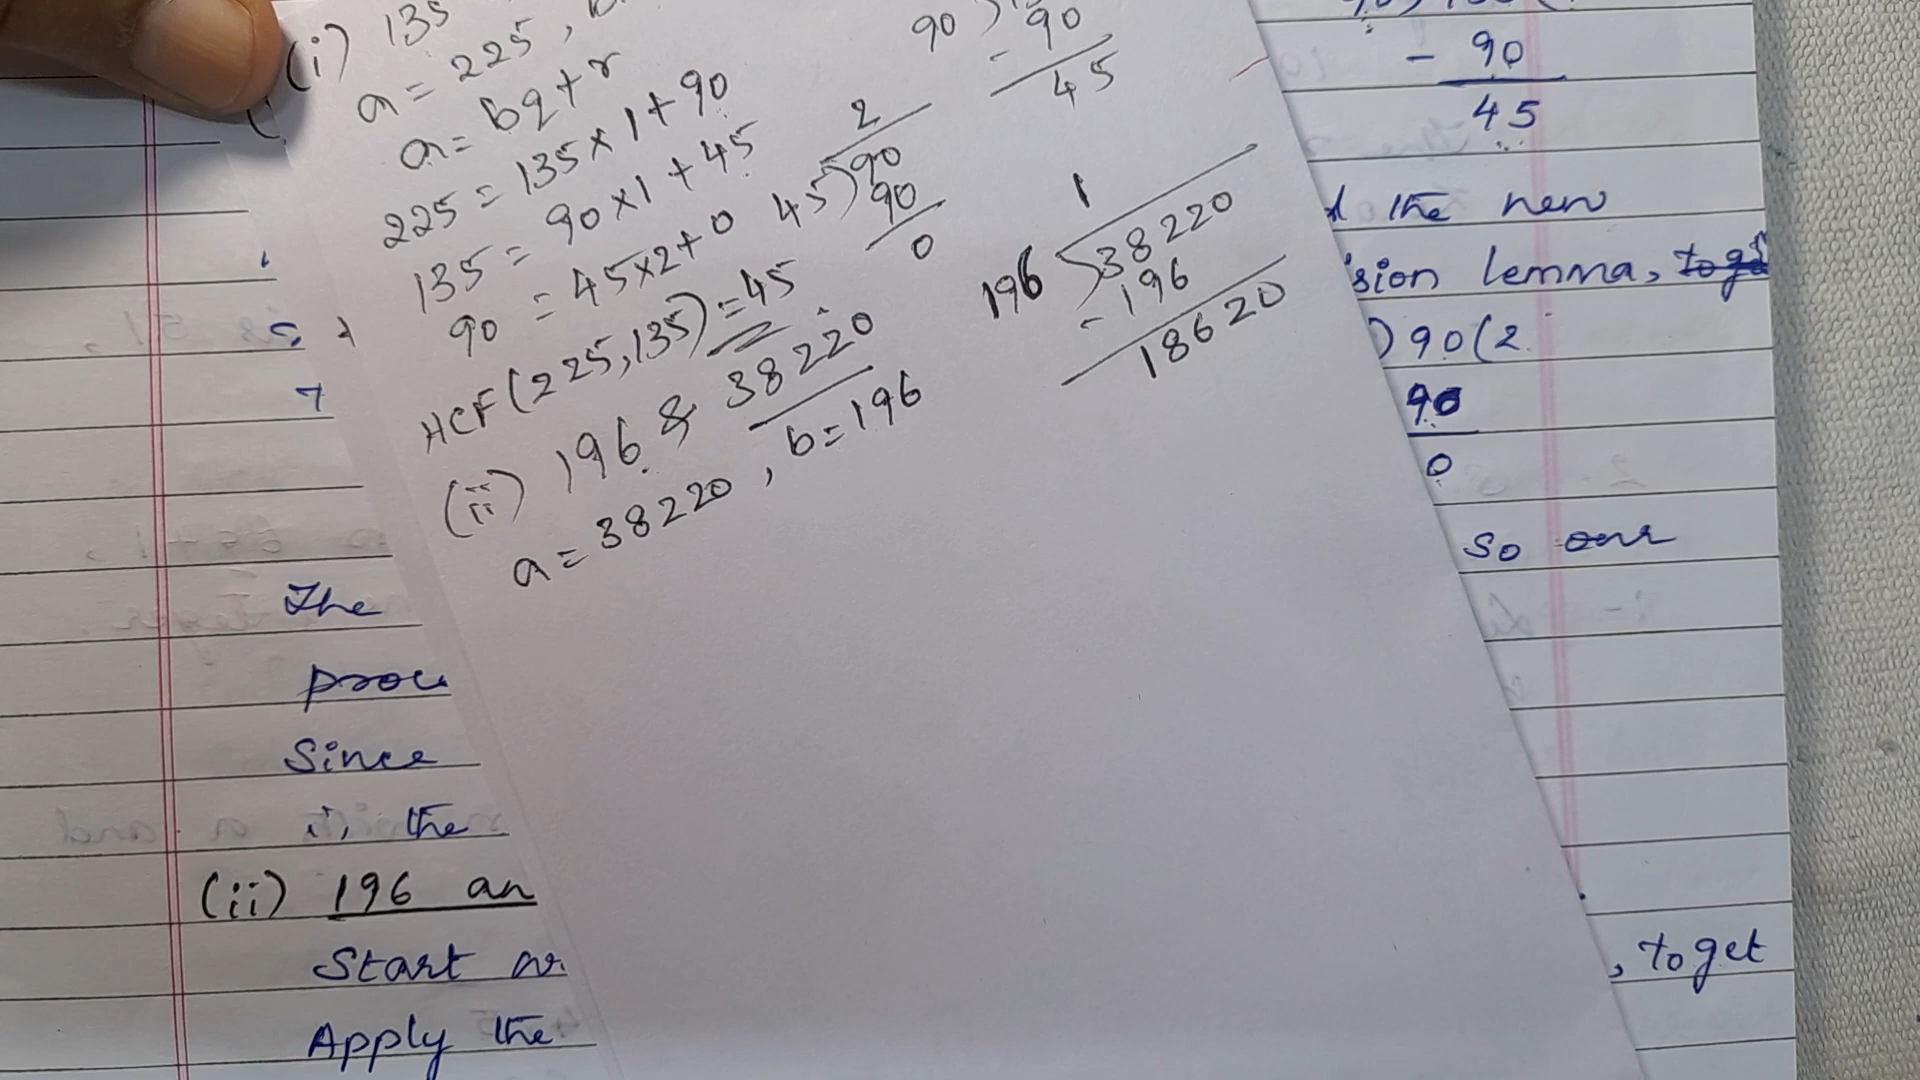 (i) 135
a = 225,
a = bq + r
225 = 135 × 1 + 90
135 = 90 × 1 + 45
90 = 45 × 2 + 0
HCF (225, 135) = 45
(ii) 196 & 38220
a = 38220, b = 196
90
- 90
45
2
45 ) 90
90
0
1
196 ) 38220
- 196
18620
The
Since
the
(ii) 196 an
Start
Apply the
- 90
45
the new
sion lemma,
) 90 ( 2
90
0
so our
, to get